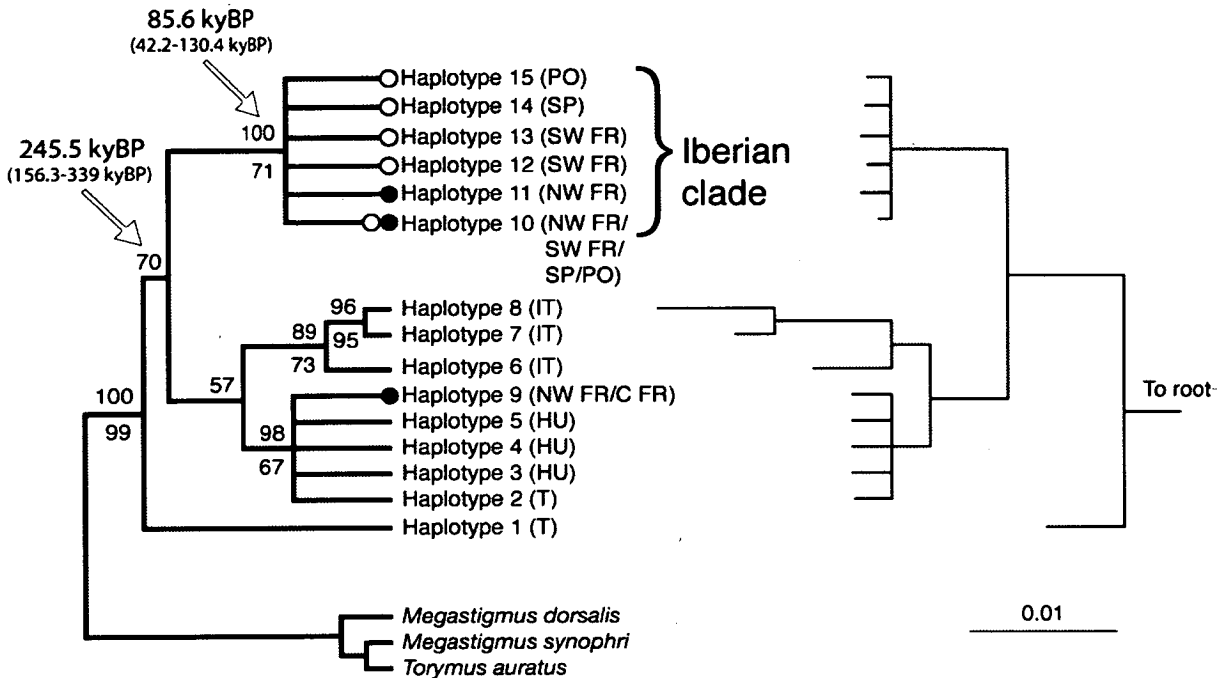 85.6 kyBP
(42.2-130.4 kyBP)
245.5 kyBP
(156.3-339 kyBP)
100
71
70
Haplotype 15 (PO)
Haplotype 14 (SP)
Haplotype 13 (SW FR)
Haplotype 12 (SW FR)
Haplotype 11 (NW FR)
Haplotype 10 (NW FR/
SW FR/
SP/PO)
Iberian
clade
96
95
89
73
57
98
67
100
99
Haplotype 8 (IT)
Haplotype 7 (IT)
Haplotype 6 (IT)
Haplotype 9 (NW FR/C FR)
Haplotype 5 (HU)
Haplotype 4 (HU)
Haplotype 3 (HU)
Haplotype 2 (T)
Haplotype 1 (T)
Megastigmus dorsalis
Megastigmus synophri
Torymus auratus
To root
0.01